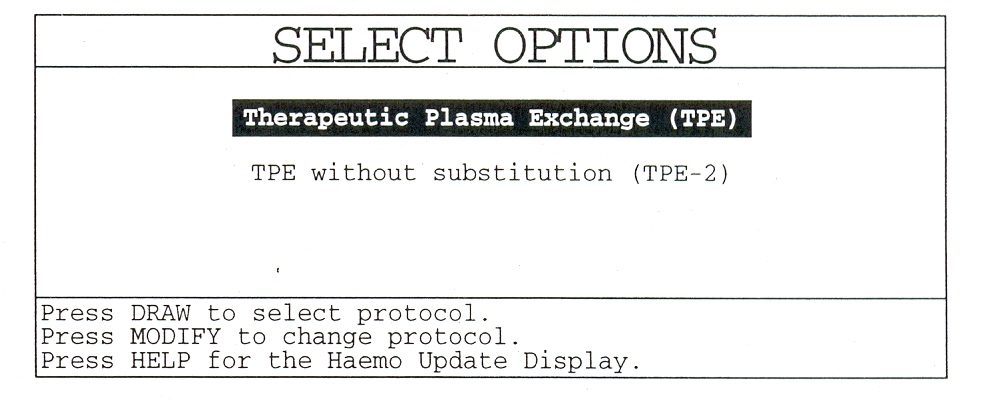 SELECT OPTIONS
Therapeutic Plasma Exchange (TPE)
TPE without substitution (TPE-2)
Press DRAW to select protocol.
Press MODIFY to change protocol.
Press HELP for the Haemo Update Display.